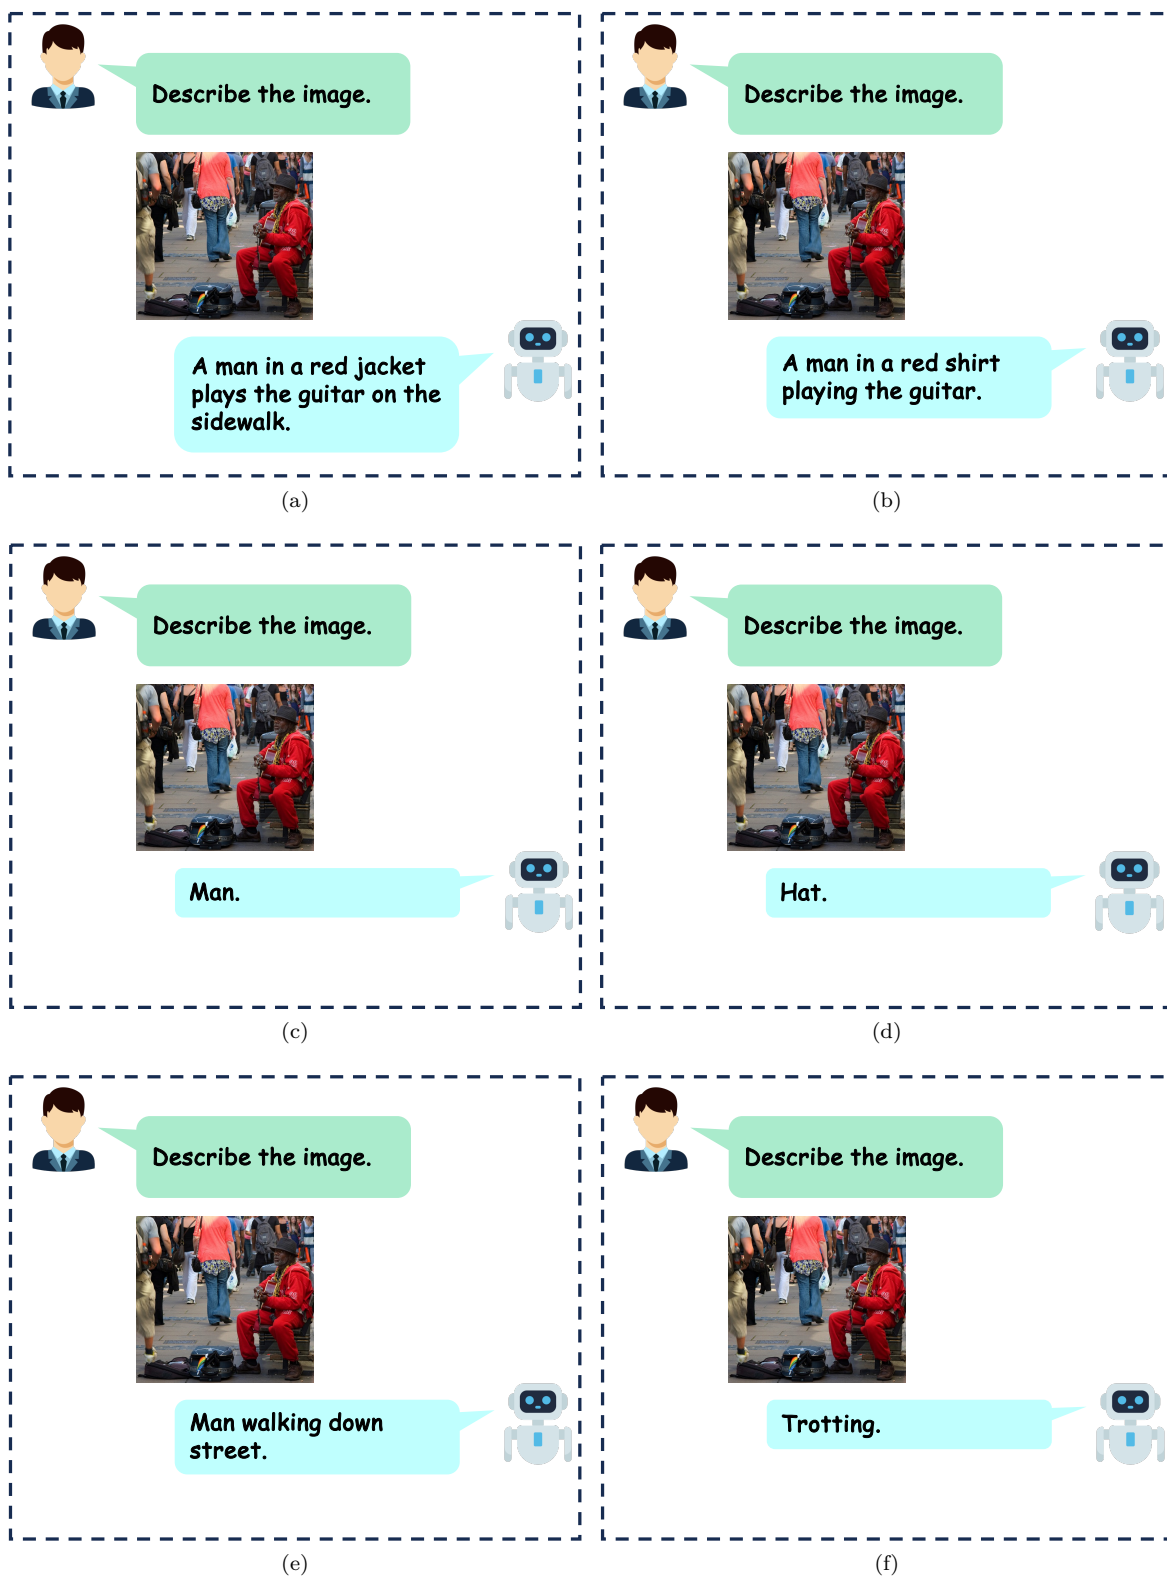 Describe the image.
A man in a red jacket
plays the guitar on the
sidewalk.
(a)
Describe the image.
A man in a red shirt
playing the guitar.
(b)
Describe the image.
Man.
(c)
Describe the image.
Hat.
(d)
Describe the image.
Man walking down
street.
(e)
Describe the image.
Trotting.
(f)